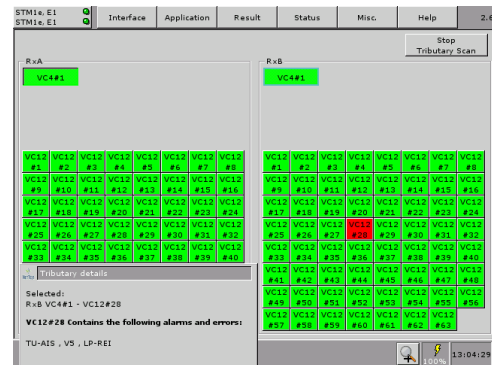 STM1e, E1
STM1e, E1
Interface Application Result Status Misc. Help 2.6
Stop
Tributary Scan
RxA
VC4#1
VC12 VC12 VC12 VC12 VC12 VC12 VC12 VC12
#1 #2 #3 #4 #5 #6 #7 #8
VC12 VC12 VC12 VC12 VC12 VC12 VC12 VC12
#9 #10 #11 #12 #13 #14 #15 #16
VC12 VC12 VC12 VC12 VC12 VC12 VC12 VC12
#17 #18 #19 #20 #21 #22 #23 #24
VC12 VC12 VC12 VC12 VC12 VC12 VC12 VC12
#25 #26 #27 #28 #29 #30 #31 #32
VC12 VC12 VC12 VC12 VC12 VC12 VC12 VC12
#33 #34 #35 #36 #37 #38 #39 #40
Tributary details
Selected:
RxB VC4#1 - VC12#28
VC12#28 Contains the following alarms and errors:
TU-AIS , V5 , LP-REI
RxB
VC4#1
VC12 VC12 VC12 VC12 VC12 VC12 VC12 VC12
#1 #2 #3 #4 #5 #6 #7 #8
VC12 VC12 VC12 VC12 VC12 VC12 VC12 VC12
#9 #10 #11 #12 #13 #14 #15 #16
VC12 VC12 VC12 VC12 VC12 VC12 VC12 VC12
#17 #18 #19 #20 #21 #22 #23 #24
VC12 VC12 VC12 VC12 VC12 VC12 VC12 VC12
#25 #26 #27 #28 #29 #30 #31 #32
VC12 VC12 VC12 VC12 VC12 VC12 VC12 VC12
#33 #34 #35 #36 #37 #38 #39 #40
VC12 VC12 VC12 VC12 VC12 VC12 VC12 VC12
#41 #42 #43 #44 #45 #46 #47 #48
VC12 VC12 VC12 VC12 VC12 VC12 VC12 VC12
#49 #50 #51 #52 #53 #54 #55 #56
VC12 VC12 VC12 VC12 VC12 VC12 VC12
#57 #58 #59 #60 #61 #62 #63
100% 13:04:29